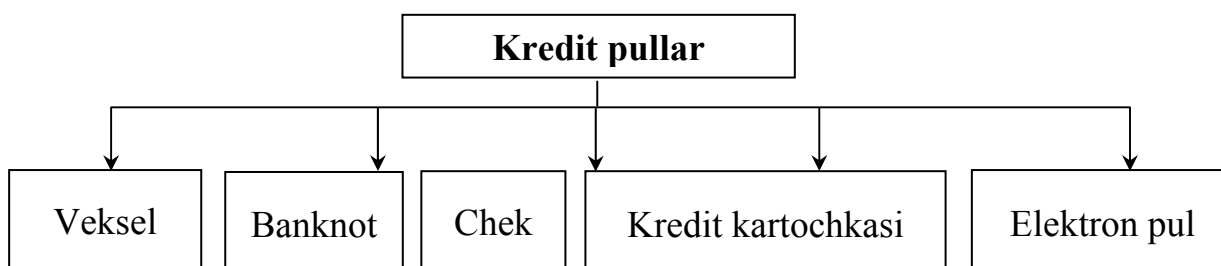 Kredit pullar
Veksel
Banknot
Chek
Kredit kartochkasi
Elektron pul